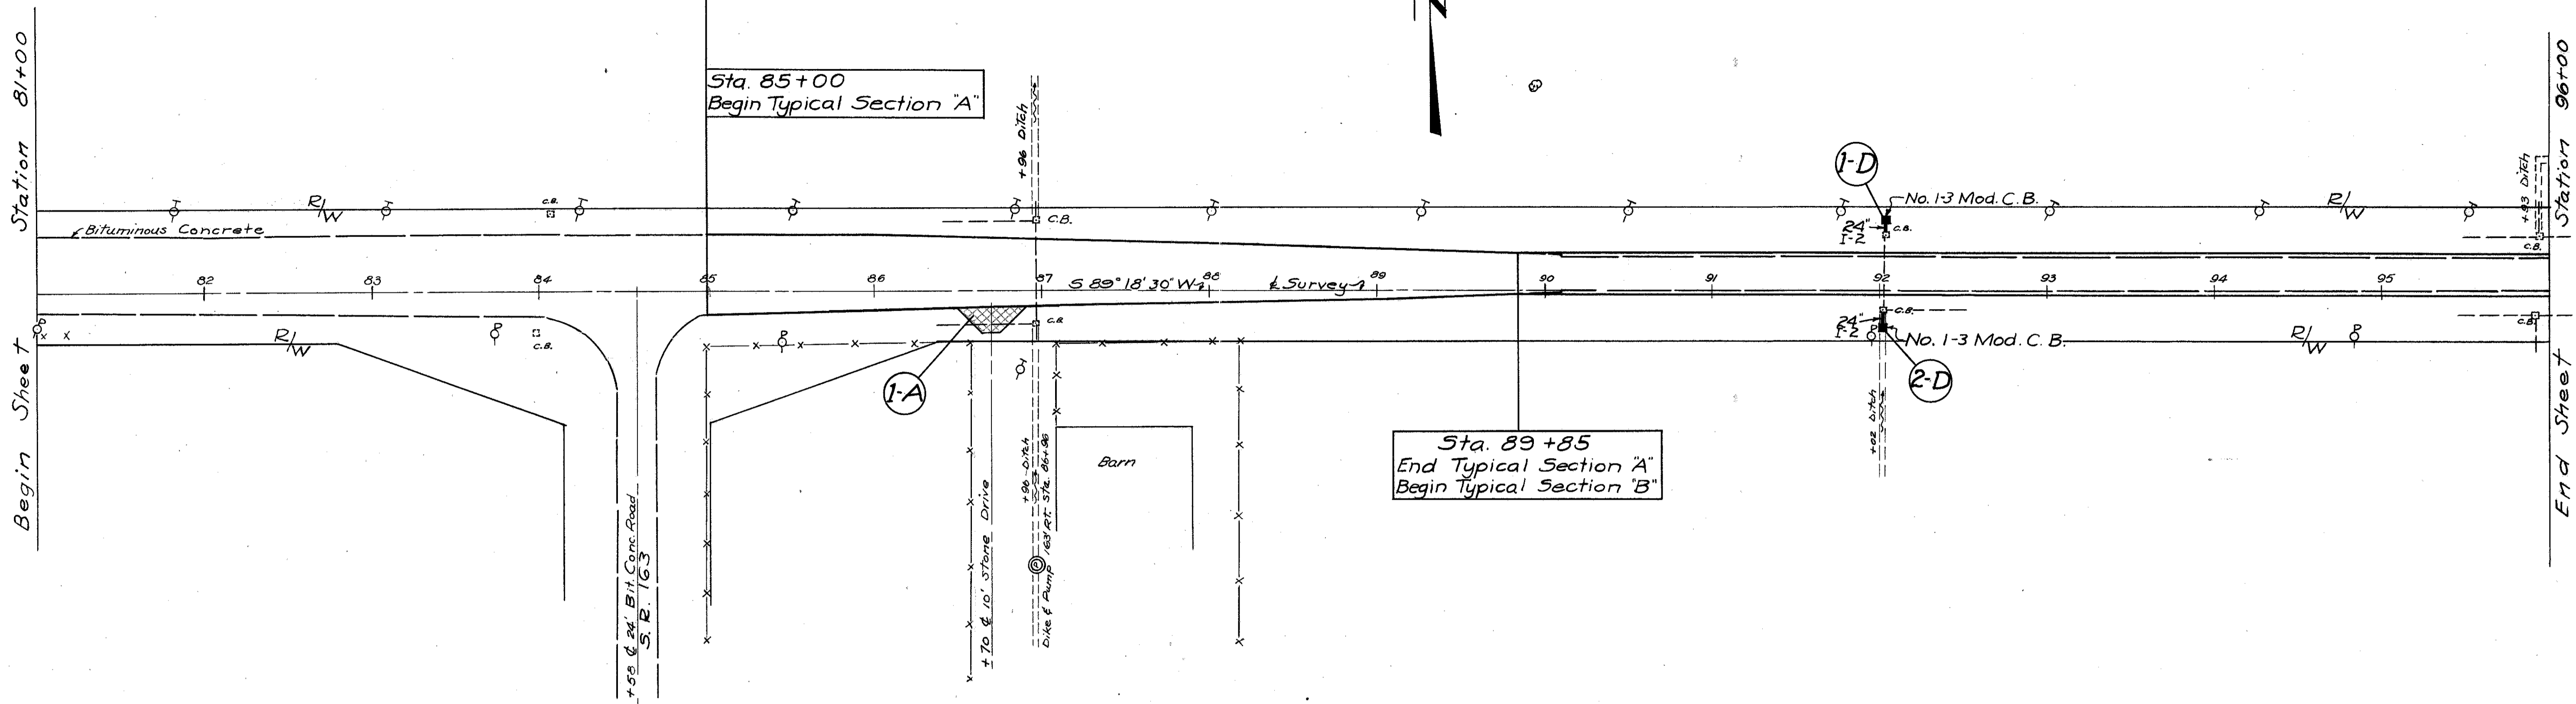 Begin Sheet Station 81+00
Sta. 85+00
Begin Typical Section "A"
+96 Ditch
R/W
C.B.
C.B.
Bituminous Concrete
82
83
84
85
86
87
S 89° 18' 30" W
88
℄ Survey
89
90
91
92
93
94
95
1-D
No. 1-3 Mod. C.B.
24"
I-2
C.B.
R/W
+93 Ditch
C.B.
P
R/W
P
C.B.
C.B.
1-A
C.B.
24"
I-2
P
No. 1-3 Mod. C.B.
2-D
R/W
P
C.B.
+02 Ditch
Sta. 89+85
End Typical Section "A"
Begin Typical Section "B"
Barn
+58 ℄ 24' Bit. Conc. Road
S.R. 163
+70 ℄ 10' Stone Drive
+96 Ditch
Dike & Pump 163' Rt. Sta. 86+96
End Sheet Station 96+00